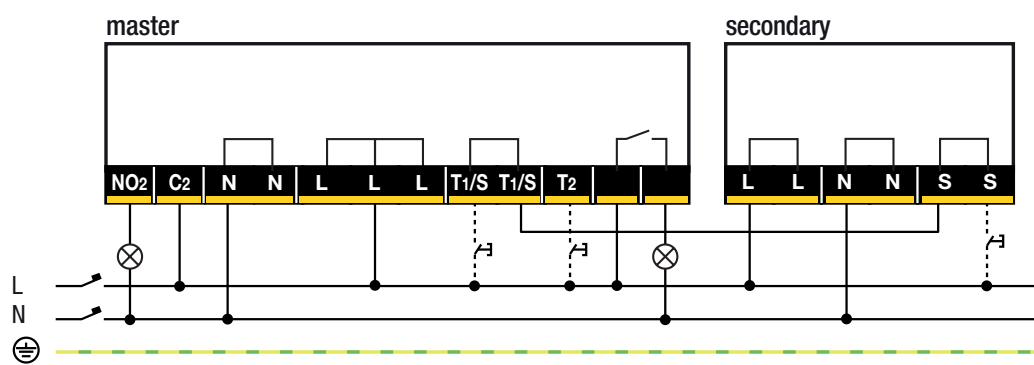 master secondary
NO2 C2 N N L L L T1/S T1/S T2 L L N N S S
L
N